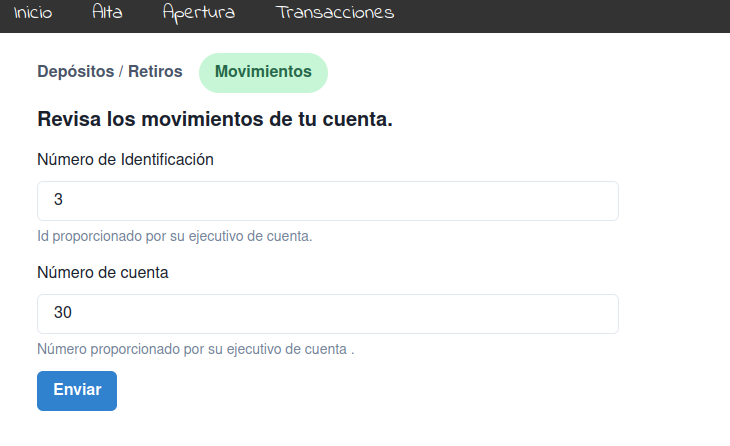 Inicio Alta Apertura Transacciones
Depósitos / Retiros Movimientos
Revisa los movimientos de tu cuenta.
Número de Identificación
3
Id proporcionado por su ejecutivo de cuenta.
Número de cuenta
30
Número proporcionado por su ejecutivo de cuenta .
Enviar